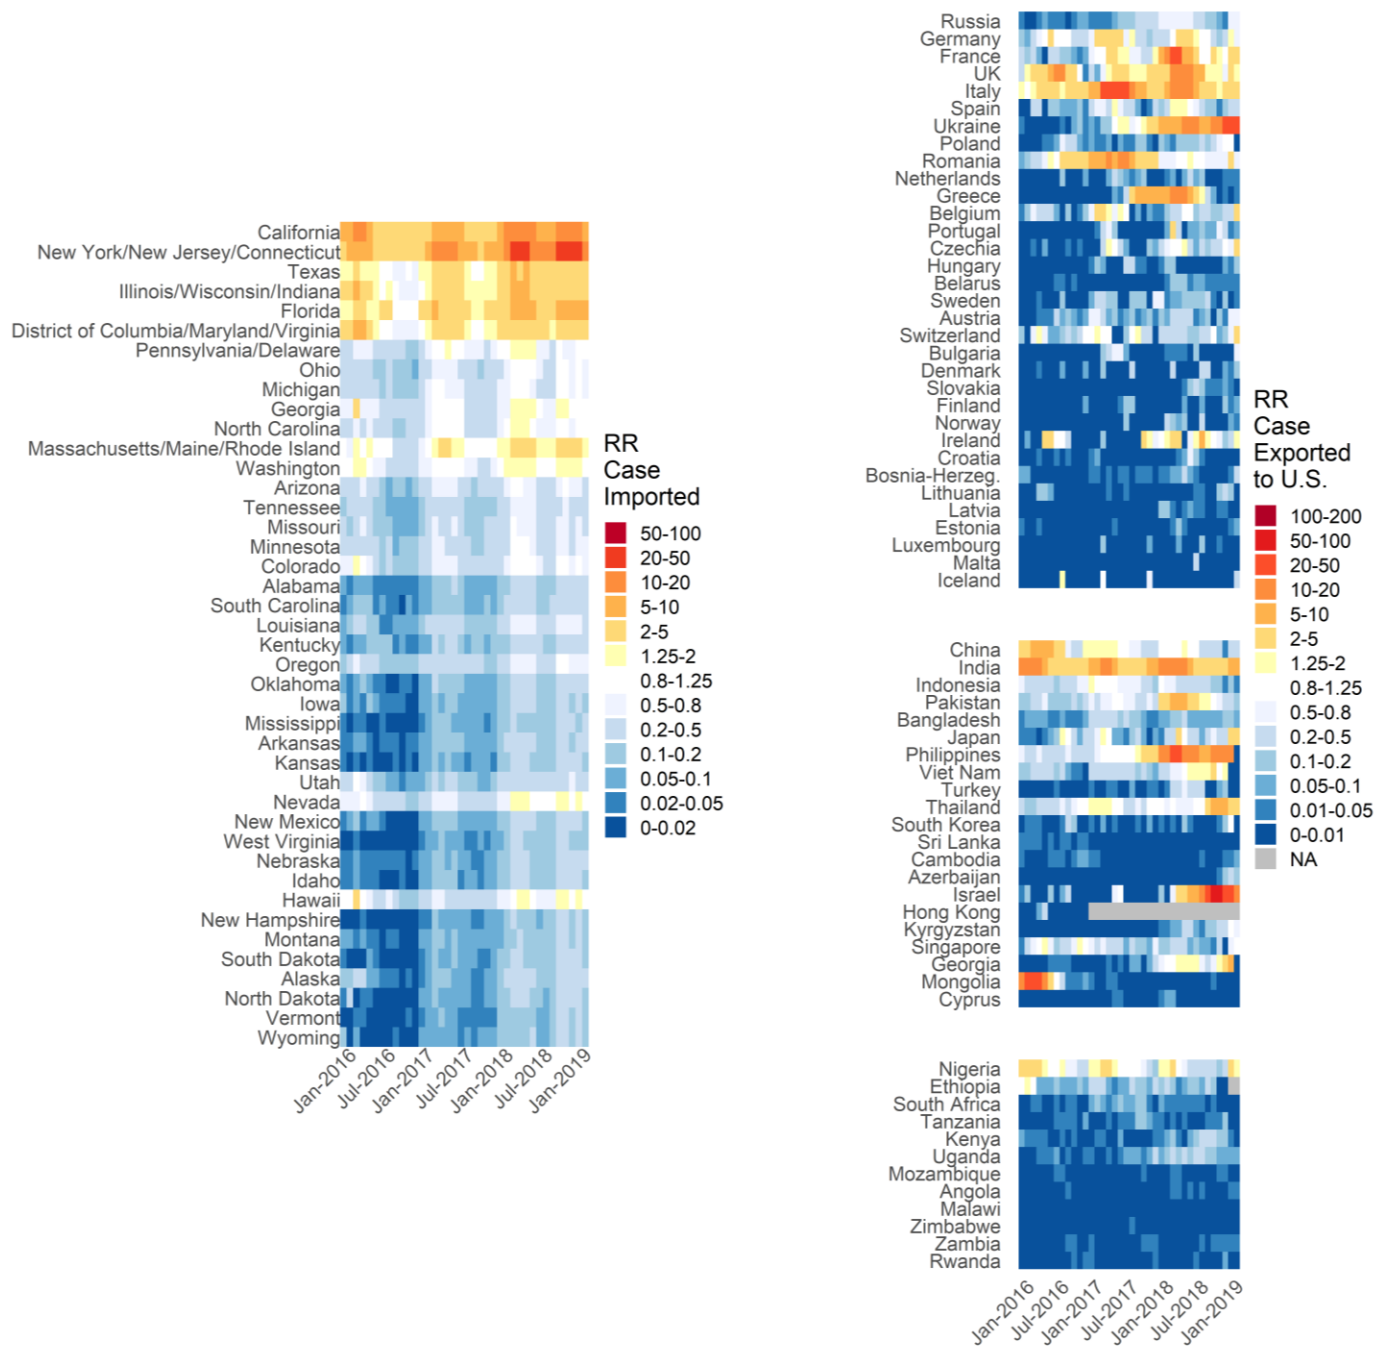 California
New York/New Jersey/Connecticut
Texas
Illinois/Wisconsin/Indiana
Florida
District of Columbia/Maryland/Virginia
Pennsylvania/Delaware
Ohio
Michigan
Georgia
North Carolina
Massachusetts/Maine/Rhode Island
Washington
Arizona
Tennessee
Missouri
Minnesota
Colorado
Alabama
South Carolina
Louisiana
Kentucky
Oregon
Oklahoma
Iowa
Mississippi
Arkansas
Kansas
Utah
Nevada
New Mexico
West Virginia
Nebraska
Idaho
Hawaii
New Hampshire
Montana
South Dakota
Alaska
North Dakota
Vermont
Wyoming
Jan-2016
Jul-2016
Jan-2017
Jul-2017
Jan-2018
Jul-2018
Jan-2019
RR
Case
Imported
50-100
20-50
10-20
5-10
2-5
1.25-2
0.8-1.25
0.5-0.8
0.2-0.5
0.1-0.2
0.05-0.1
0.02-0.05
0-0.02
Russia
Germany
France
UK
Italy
Spain
Ukraine
Poland
Romania
Netherlands
Greece
Belgium
Portugal
Czechia
Hungary
Belarus
Sweden
Austria
Switzerland
Bulgaria
Denmark
Slovakia
Finland
Norway
Ireland
Croatia
Bosnia-Herzeg.
Lithuania
Latvia
Estonia
Luxembourg
Malta
Iceland
China
India
Indonesia
Pakistan
Bangladesh
Japan
Philippines
Viet Nam
Turkey
Thailand
South Korea
Sri Lanka
Cambodia
Azerbaijan
Israel
Hong Kong
Kyrgyzstan
Singapore
Georgia
Mongolia
Cyprus
Nigeria
Ethiopia
South Africa
Tanzania
Kenya
Uganda
Mozambique
Angola
Malawi
Zimbabwe
Zambia
Rwanda
Jan-2016
Jul-2016
Jan-2017
Jul-2017
Jan-2018
Jul-2018
Jan-2019
RR
Case
Exported
to U.S.
100-200
50-100
20-50
10-20
5-10
2-5
1.25-2
0.8-1.25
0.5-0.8
0.2-0.5
0.1-0.2
0.05-0.1
0.01-0.05
0-0.01
NA